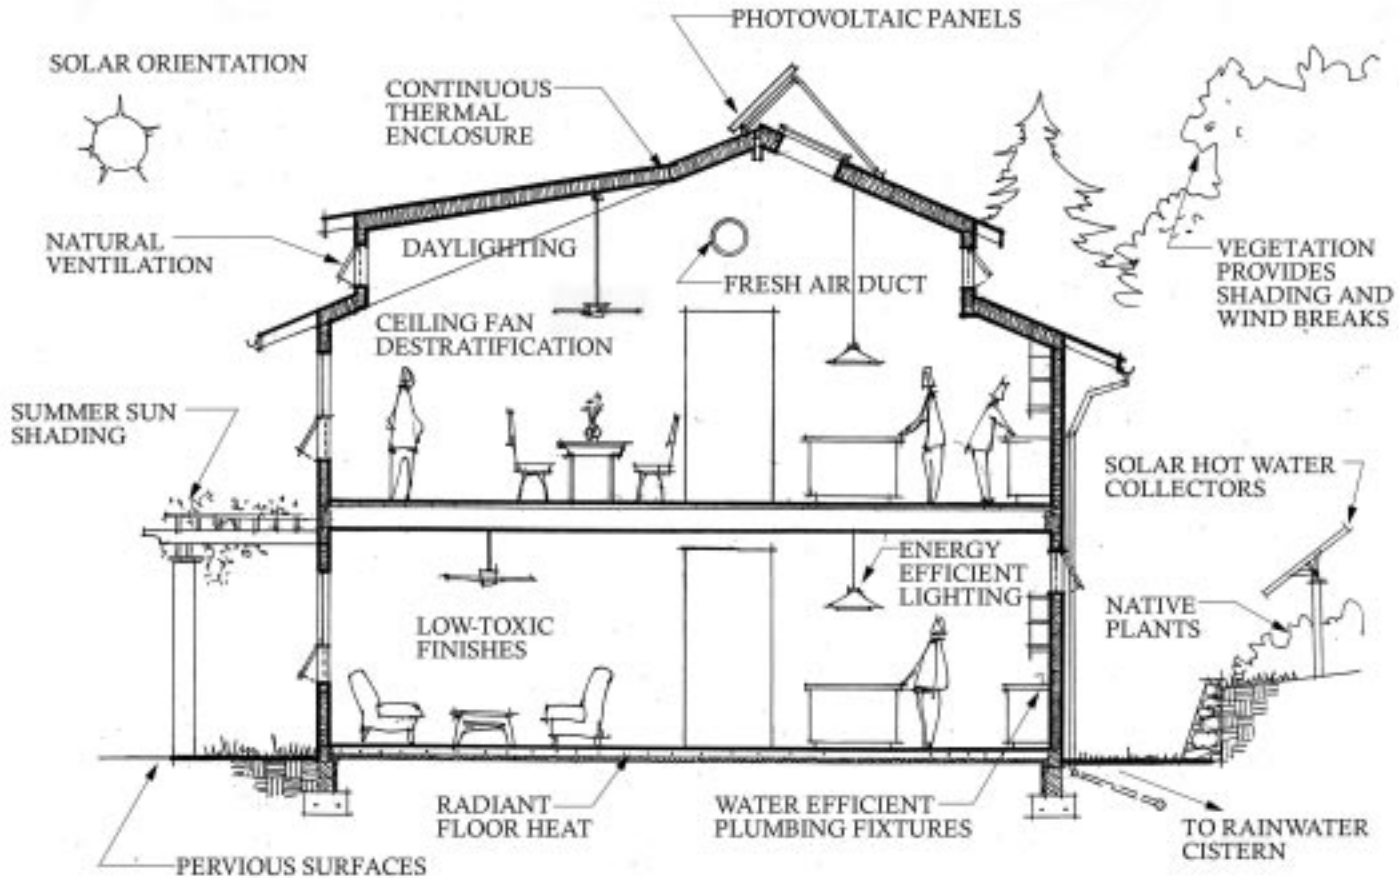 PHOTOVOLTAIC PANELS
SOLAR ORIENTATION
CONTINUOUS
THERMAL
ENCLOSURE
NATURAL
VENTILATION
DAYLIGHTING
FRESH AIR DUCT
VEGETATION
PROVIDES
SHADING AND
WIND BREAKS
CEILING FAN
DESTRATIFICATION
SUMMER SUN
SHADING
SOLAR HOT WATER
COLLECTORS
ENERGY
EFFICIENT
LIGHTING
LOW-TOXIC
FINISHES
NATIVE
PLANTS
RADIANT
FLOOR HEAT
WATER EFFICIENT
PLUMBING FIXTURES
TO RAINWATER
CISTERN
PERVIOUS SURFACES